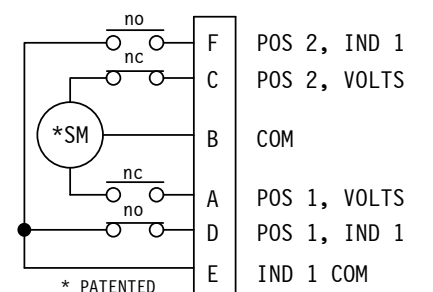 no
F POS 2, IND 1
nc
C POS 2, VOLTS
*SM
B COM
nc
A POS 1, VOLTS
no
D POS 1, IND 1
E IND 1 COM
* PATENTED